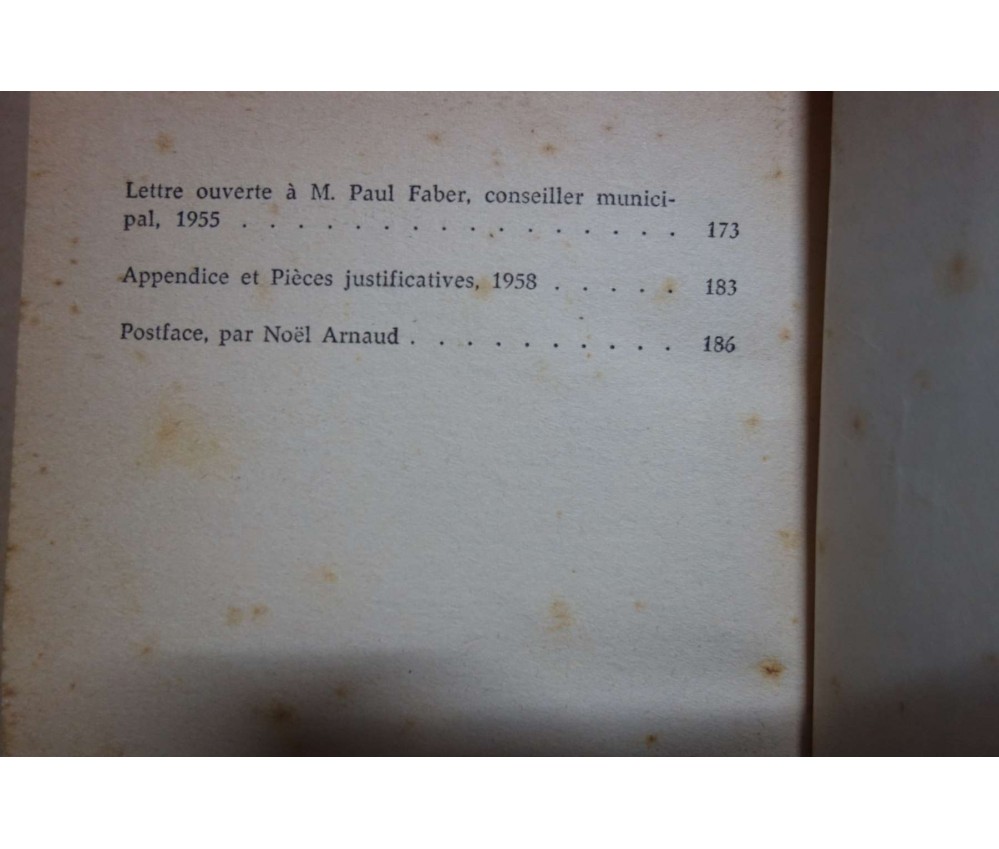 Lettre ouverte à M. Paul Faber, conseiller munici-
pal, 1955 . . . . . . . . . . . . . . . . 173
Appendice et Pièces justificatives, 1958 . . . . . 183
Postface, par Noël Arnaud . . . . . . . . . . 186